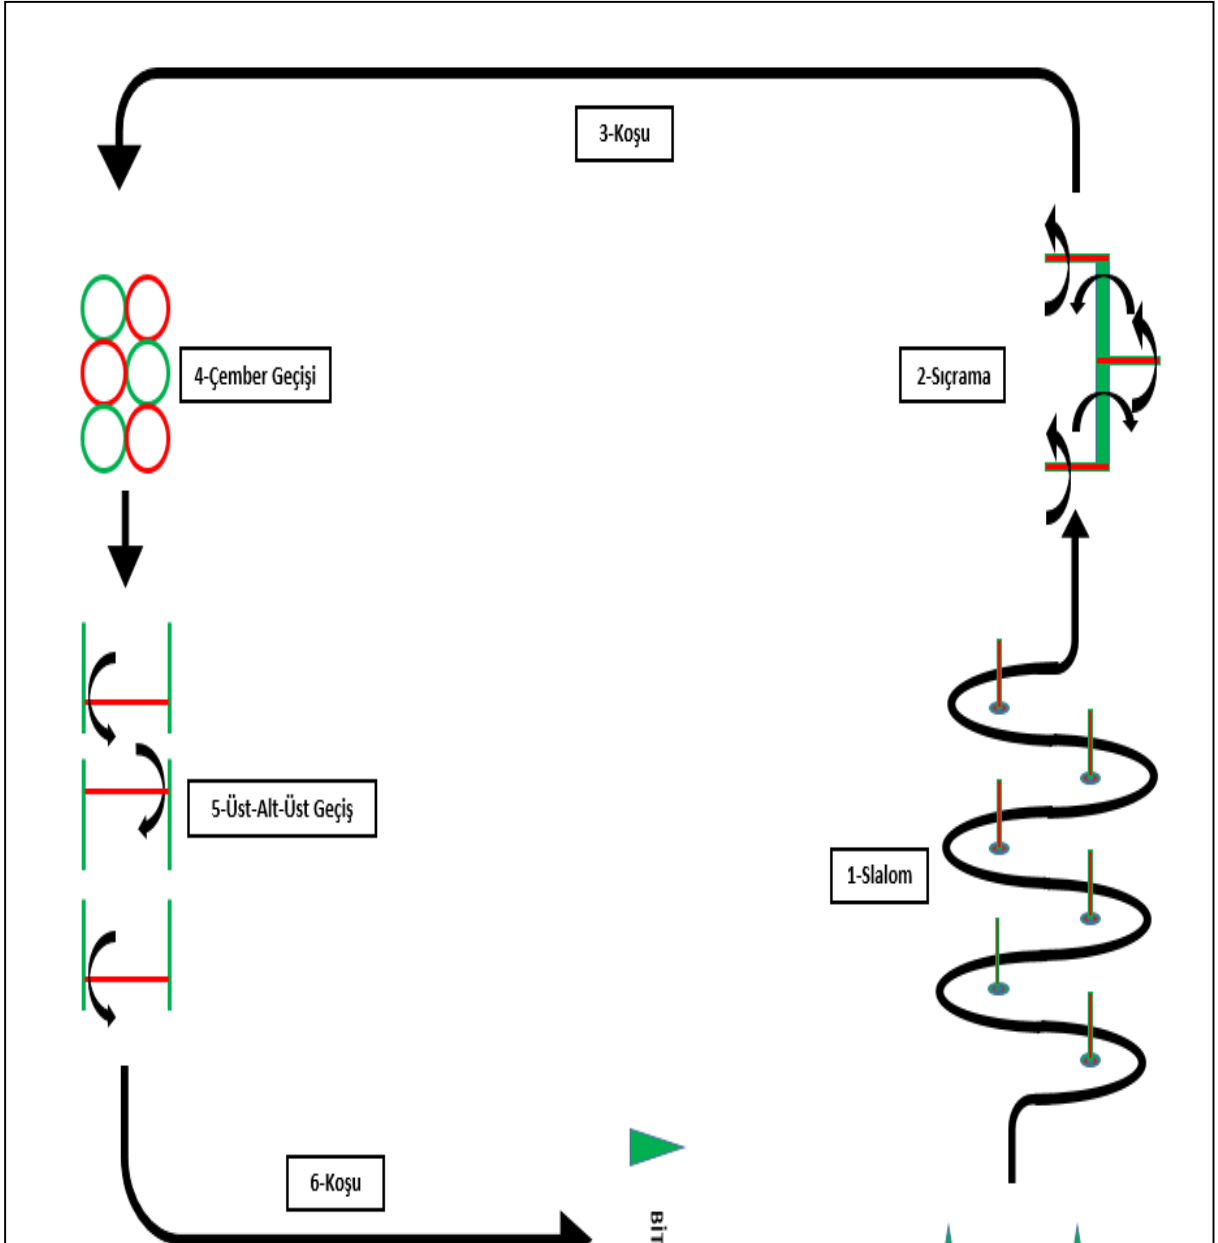 3-Koşu
4-Çember Geçişi
2-Sıçrama
5-Üst-Alt-Üst Geçiş
1-Slalom
6-Koşu